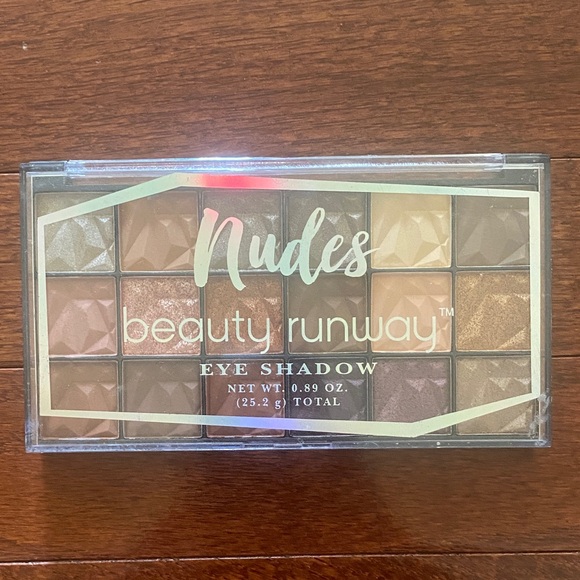 Nudes
beauty runway™
EYE SHADOW
NET WT. 0.89 OZ.
(25.2 g) TOTAL